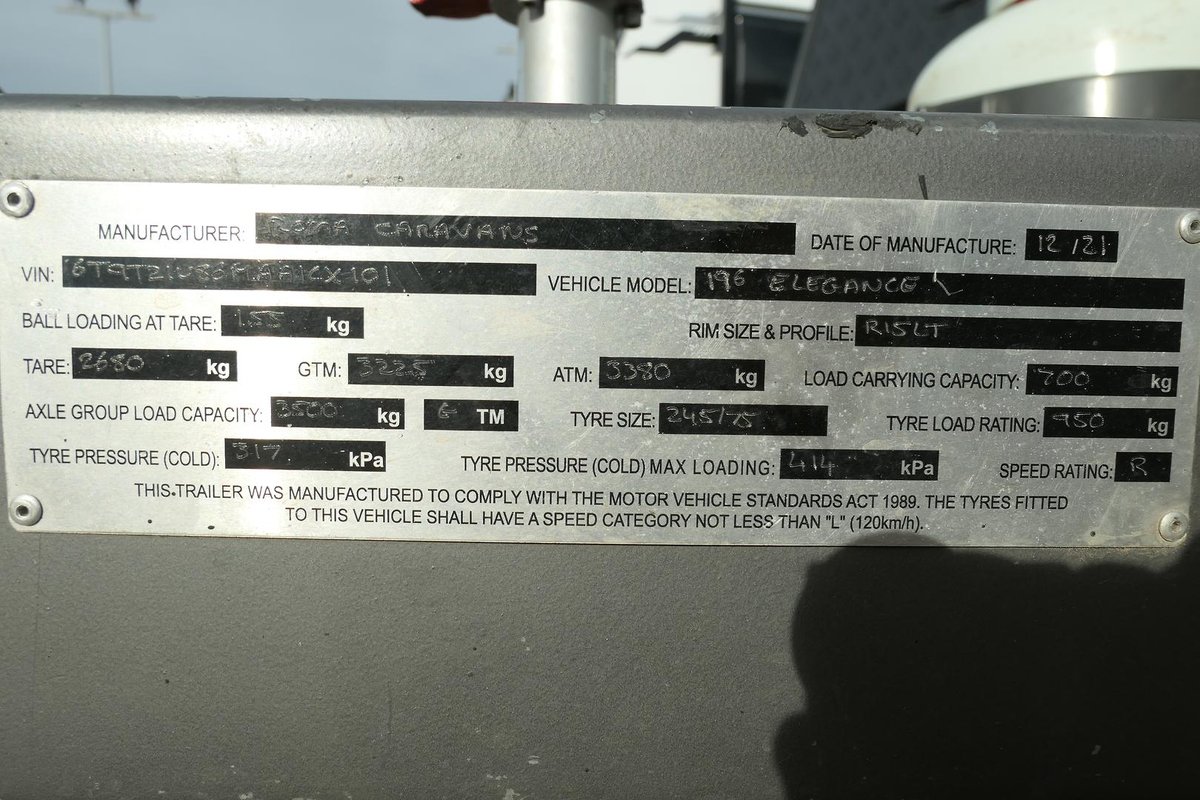 MANUFACTURER: ROMA CARAVANS DATE OF MANUFACTURE: 12/21
VIN: VEHICLE MODEL: 196 ELEGANCE
BALL LOADING AT TARE: 155 kg RIM SIZE & PROFILE: R15LT
TARE: 2680 kg GTM: 3225 kg ATM: 3380 kg LOAD CARRYING CAPACITY: 700 kg
AXLE GROUP LOAD CAPACITY: 3500 kg G TM TYRE SIZE: 245/75 TYRE LOAD RATING: 950 kg
TYRE PRESSURE (COLD): 317 kPa TYRE PRESSURE (COLD) MAX LOADING: 414 kPa SPEED RATING: R
THIS TRAILER WAS MANUFACTURED TO COMPLY WITH THE MOTOR VEHICLE STANDARDS ACT 1989. THE TYRES FITTED
TO THIS VEHICLE SHALL HAVE A SPEED CATEGORY NOT LESS THAN "L" (120km/h).